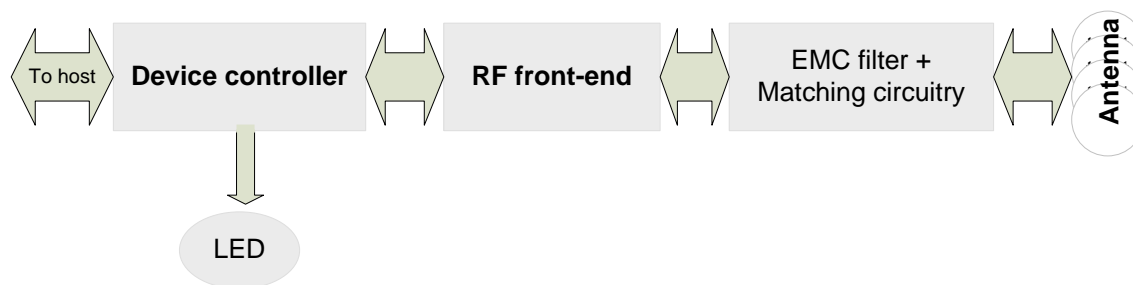 To host
Device controller
RF front-end
EMC filter +
Matching circuitry
Antenna
LED